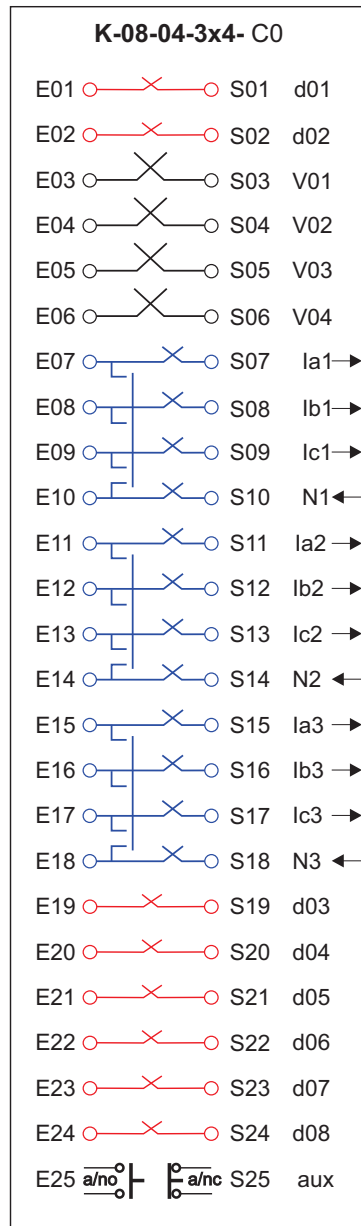 K-08-04-3x4- C0
E01 S01 d01
E02 S02 d02
E03 S03 V01
E04 S04 V02
E05 S05 V03
E06 S06 V04
E07 S07 Ia1
E08 S08 Ib1
E09 S09 Ic1
E10 S10 N1
E11 S11 Ia2
E12 S12 Ib2
E13 S13 Ic2
E14 S14 N2
E15 S15 Ia3
E16 S16 Ib3
E17 S17 Ic3
E18 S18 N3
E19 S19 d03
E20 S20 d04
E21 S21 d05
E22 S22 d06
E23 S23 d07
E24 S24 d08
E25 a/no a/nc S25 aux